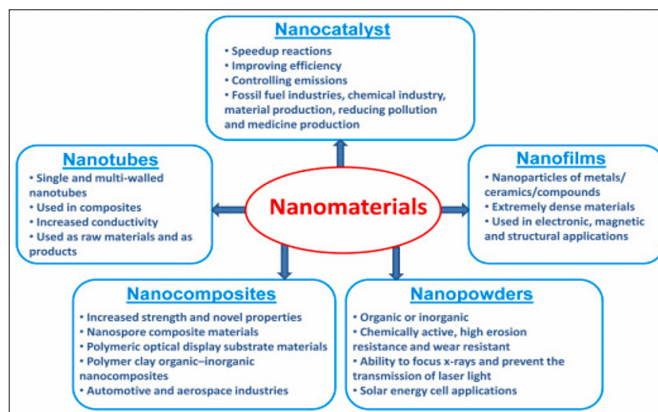 Nanocatalyst
• Speedup reactions
• Improving efficiency
• Controlling emissions
• Fossil fuel industries, chemical industry,
material production, reducing pollution
and medicine production
Nanotubes
• Single and multi-walled
nanotubes
• Used in composites
• Increased conductivity
• Used as raw materials and as
products
Nanomaterials
Nanofilms
• Nanoparticles of metals/
ceramics/compounds
• Extremely dense materials
• Used in electronic, magnetic
and structural applications
Nanocomposites
• Increased strength and novel properties
• Nanospore composite materials
• Polymeric optical display substrate materials
• Polymer clay organic–inorganic
nanocomposites
• Automotive and aerospace industries
Nanopowders
• Organic or inorganic
• Chemically active, high erosion
resistance and wear resistant
• Ability to focus x-rays and prevent the
transmission of laser light
• Solar energy cell applications